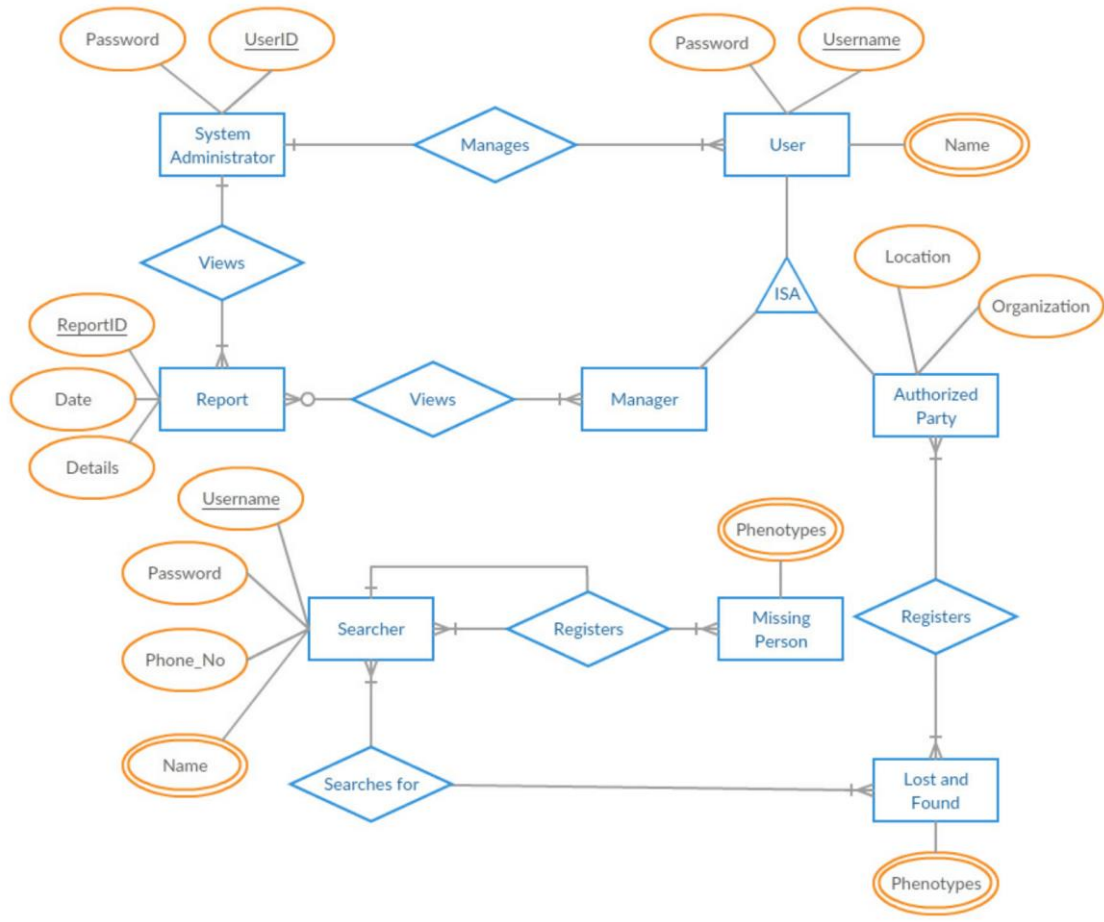 Password
UserID
Password
Username
System
Administrator
Manages
User
Name
Views
Location
ISA
Organization
ReportID
Date
Report
Views
Manager
Authorized
Party
Details
Username
Phenotypes
Password
Searcher
Registers
Missing
Person
Registers
Phone_No
Name
Searches for
Lost and
Found
Phenotypes